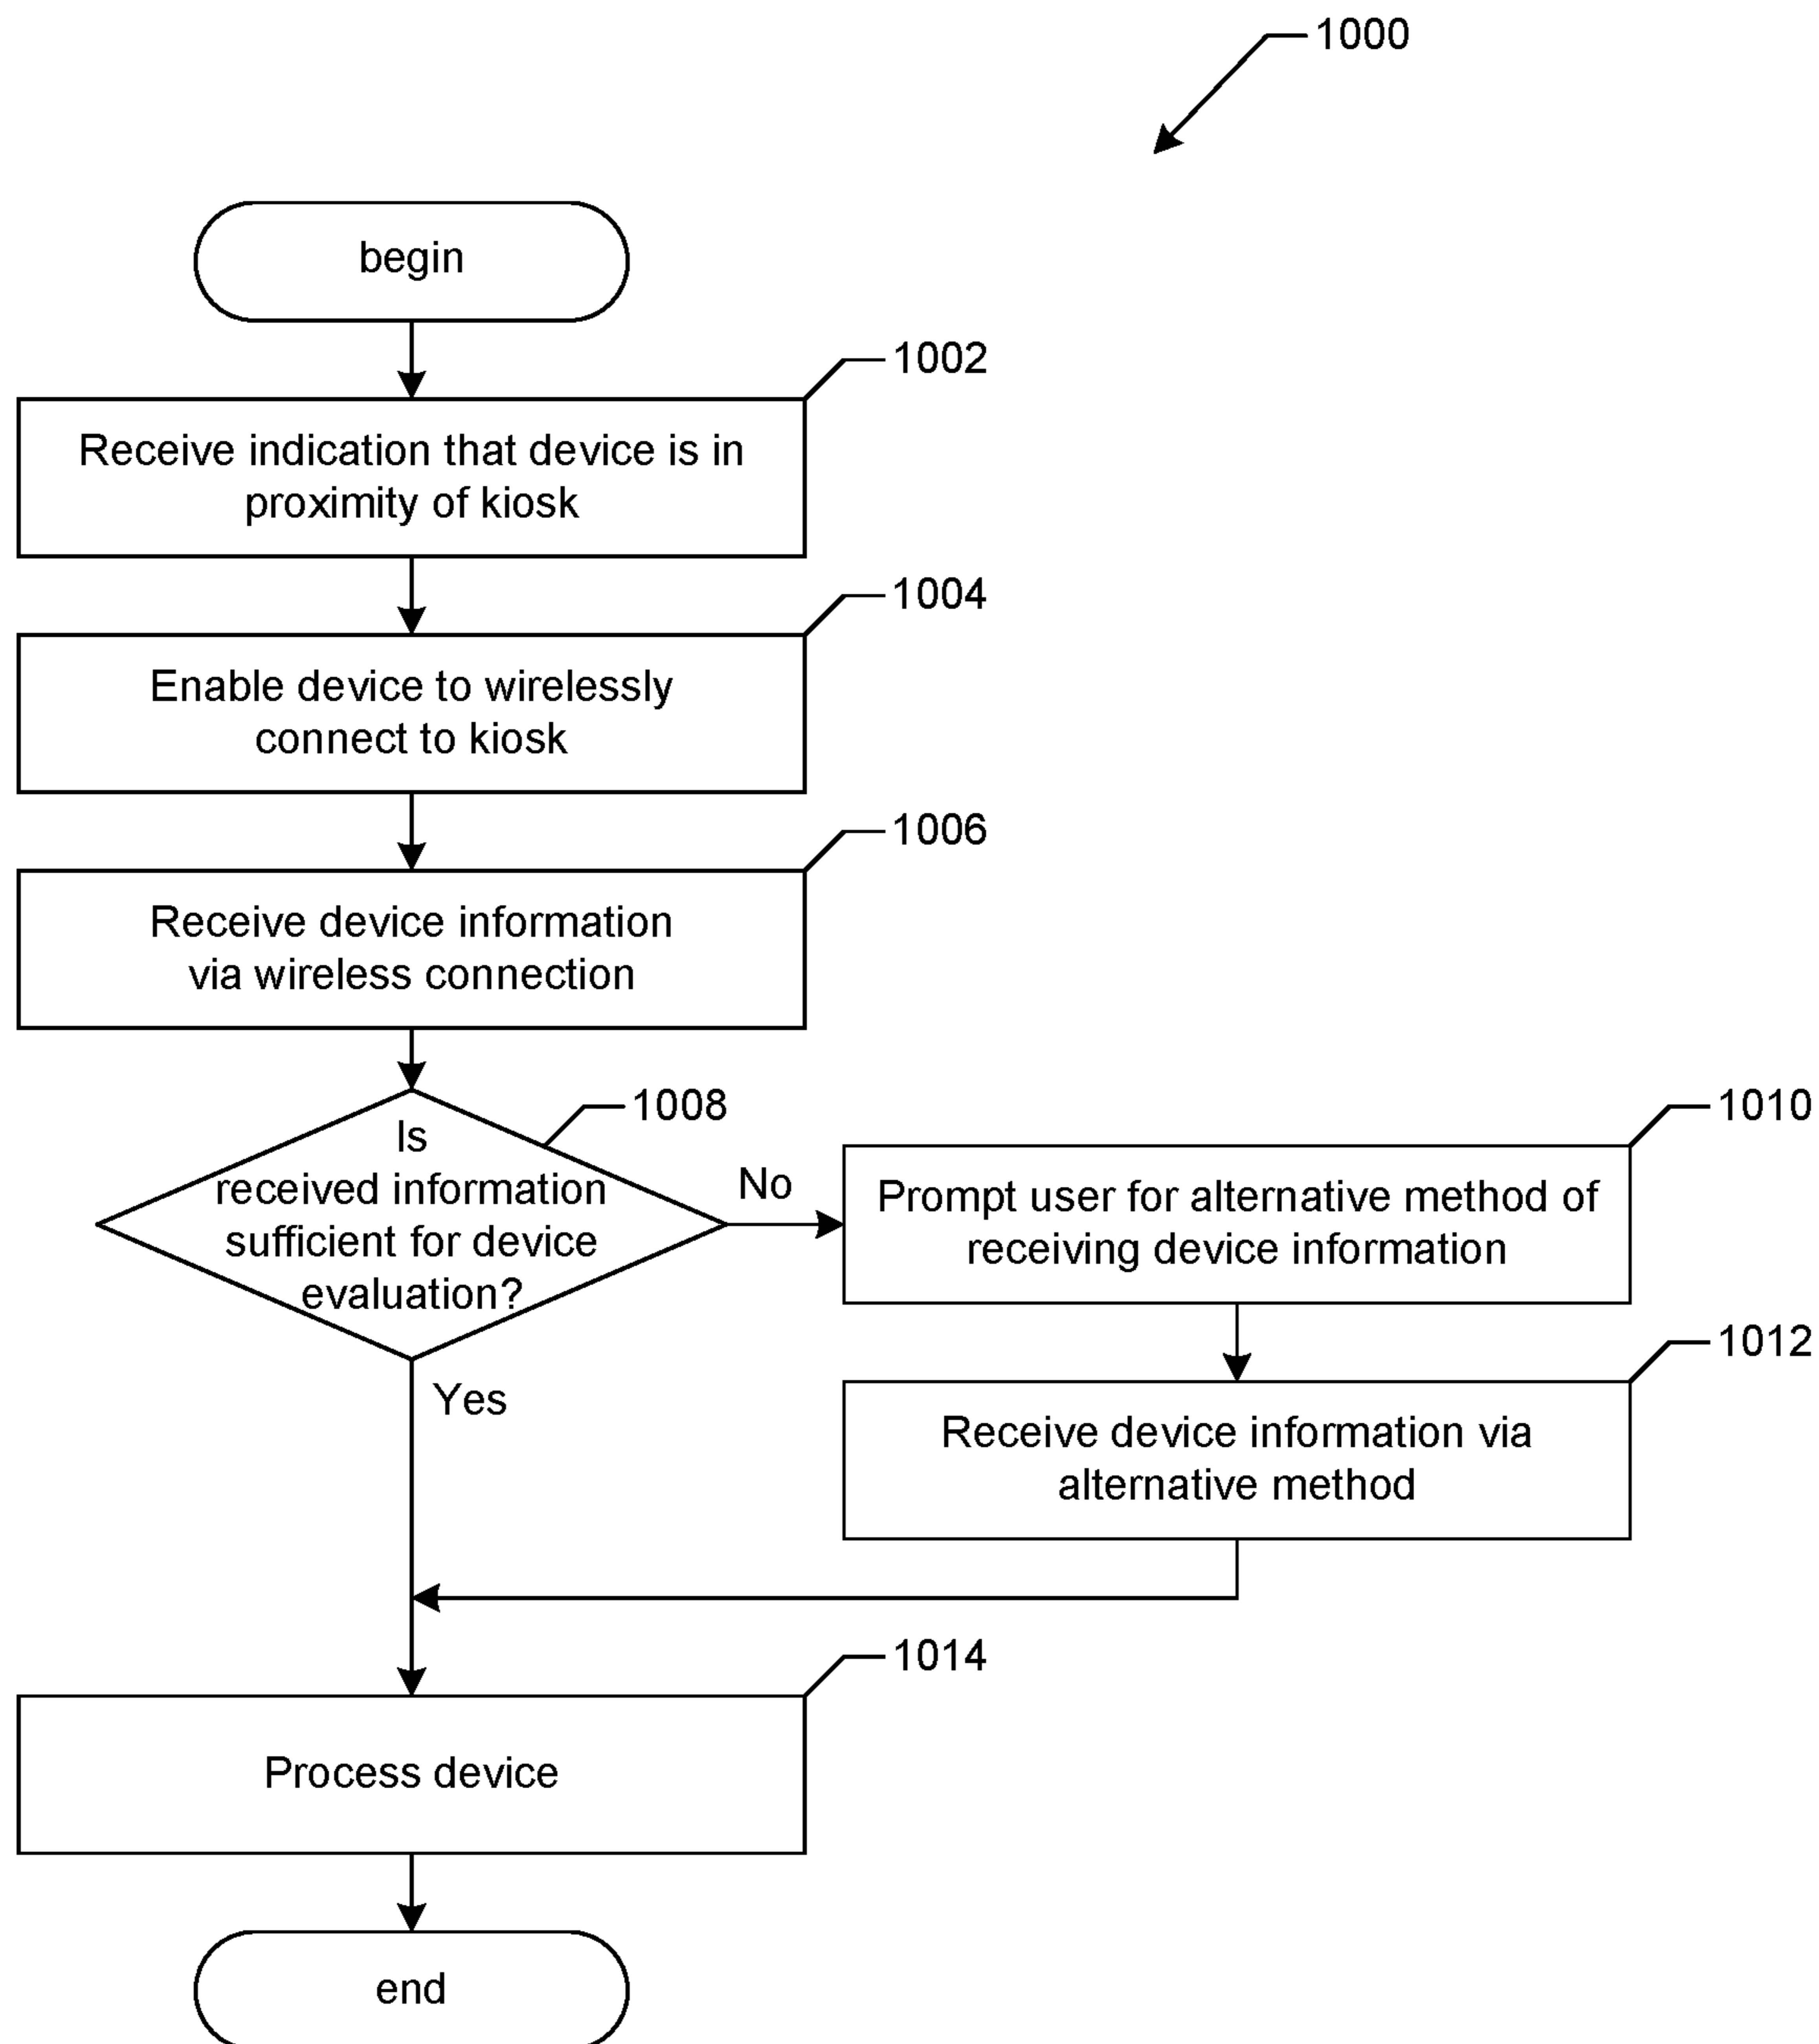 1000
begin
1002
Receive indication that device is in
proximity of kiosk
1004
Enable device to wirelessly
connect to kiosk
1006
Receive device information
via wireless connection
1008
Is
received information
sufficient for device
evaluation?
No
Yes
1010
Prompt user for alternative method of
receiving device information
1012
Receive device information via
alternative method
1014
Process device
end